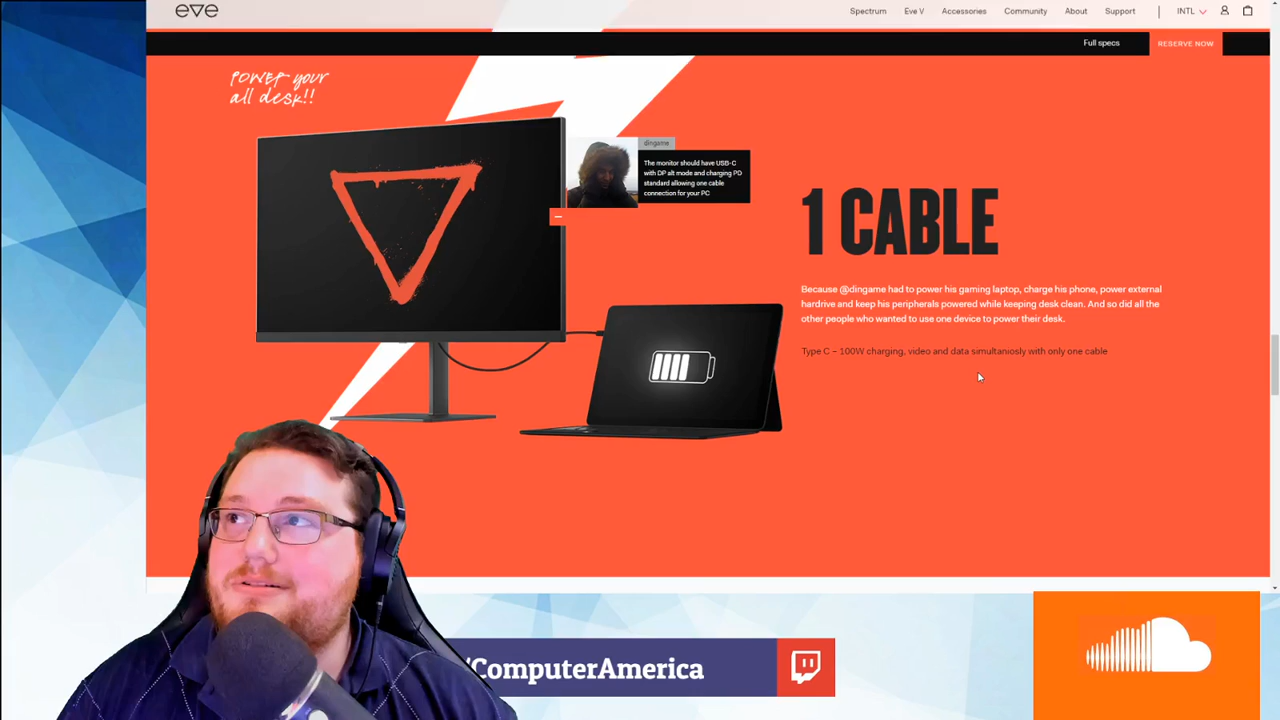 eve
Spectrum Eve V Accessories Community About Support INTL
Full specs RESERVE NOW
POWER your
all desk!!
dingame
The monitor should have USB-C
with DP alt mode and charging PD
standard allowing one cable
connection for your PC
1 CABLE
Because @dingame had to power his gaming laptop, charge his phone, power external
hardrive and keep his peripherals powered while keeping desk clean. And so did all the
other people who wanted to use one device to power their desk.
Type C – 100W charging, video and data simultaniosly with only one cable
/ComputerAmerica